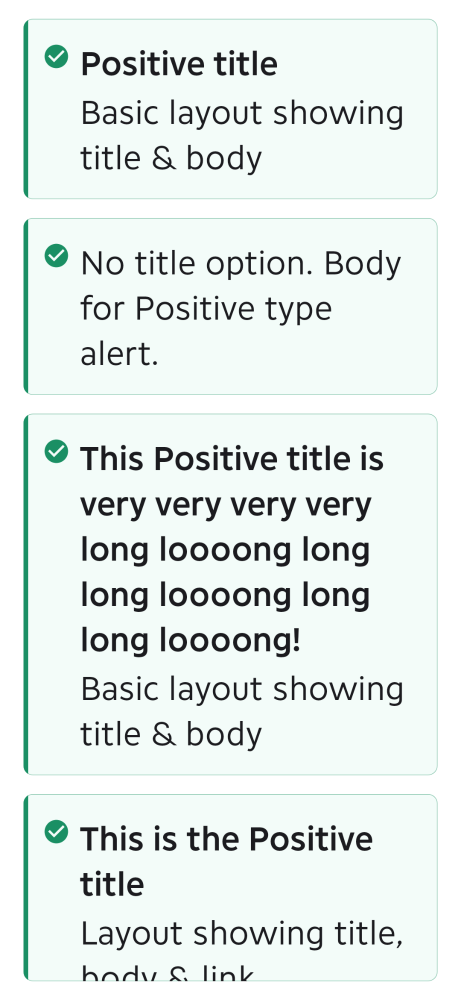 Positive title
Basic layout showing
title & body
No title option. Body
for Positive type
alert.
This Positive title is
very very very very
long loooong long
long loooong long
long loooong!
Basic layout showing
title & body
This is the Positive
title
Layout showing title,
body & link